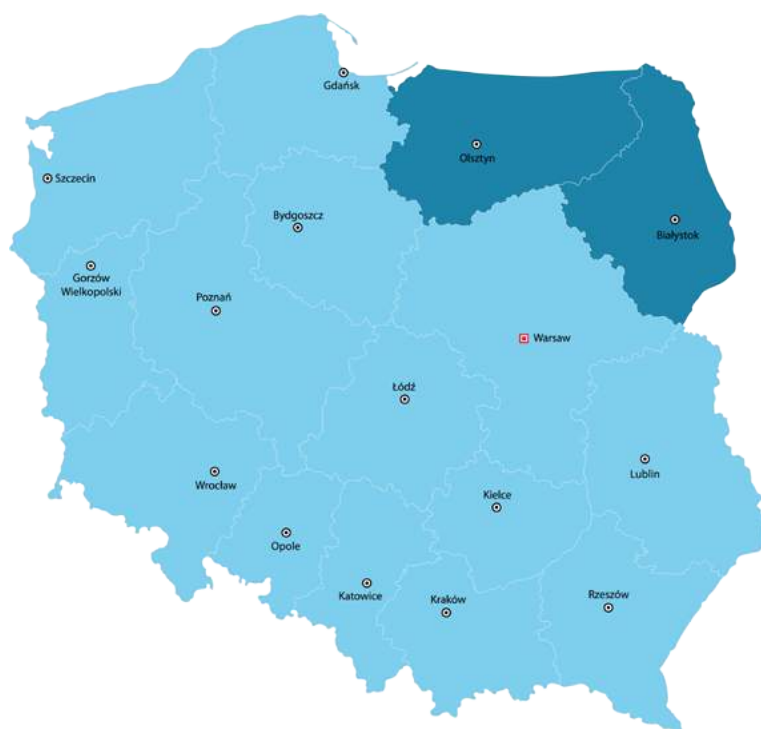 Gdańsk
Olsztyn
Szczecin
Bydgoszcz
Białystok
Gorzów
Wielkopolski
Poznań
Warsaw
Łódź
Wrocław
Lublin
Kielce
Opole
Katowice
Kraków
Rzeszów